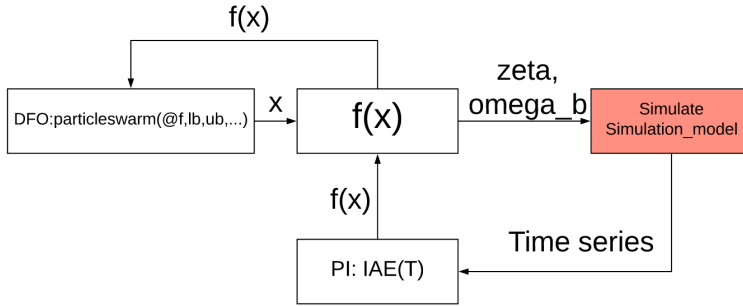 f(x)
DFO:particleswarm(@f,lb,ub,...)
x
f(x)
zeta,
omega_b
Simulate
Simulation_model
f(x)
Time series
PI: IAE(T)